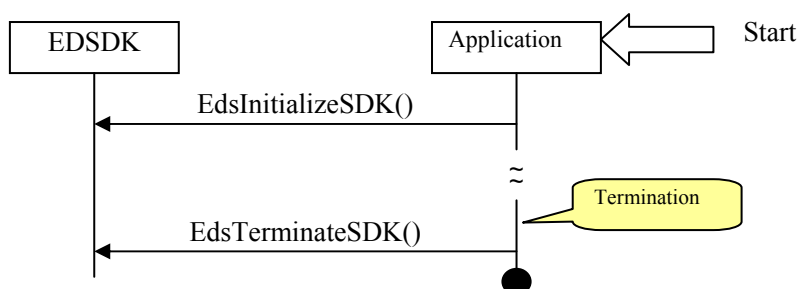 EDSDK
Application
Start
EdsInitializeSDK()
≈
Termination
EdsTerminateSDK()